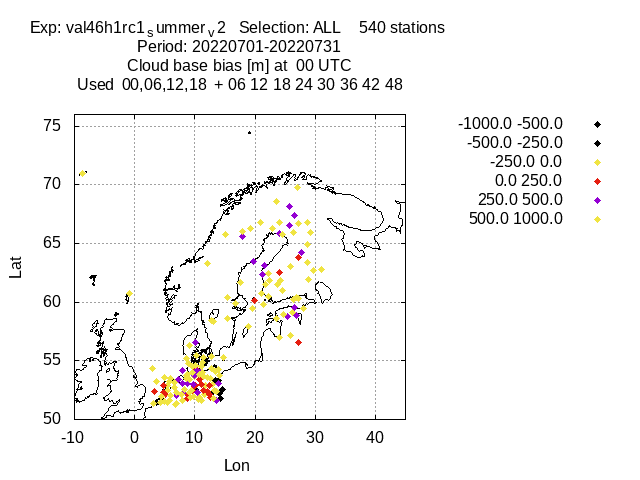 Exp: val46h1rc1summerv2 Selection: ALL 540 stations
Period: 20220701-20220731
Cloud base bias [m] at 00 UTC
Used 00,06,12,18 + 06 12 18 24 30 36 42 48
-1000.0 -500.0
-500.0 -250.0
-250.0 0.0
0.0 250.0
250.0 500.0
500.0 1000.0
75
70
65
60
55
50
Lat
-10 0 10 20 30 40
Lon